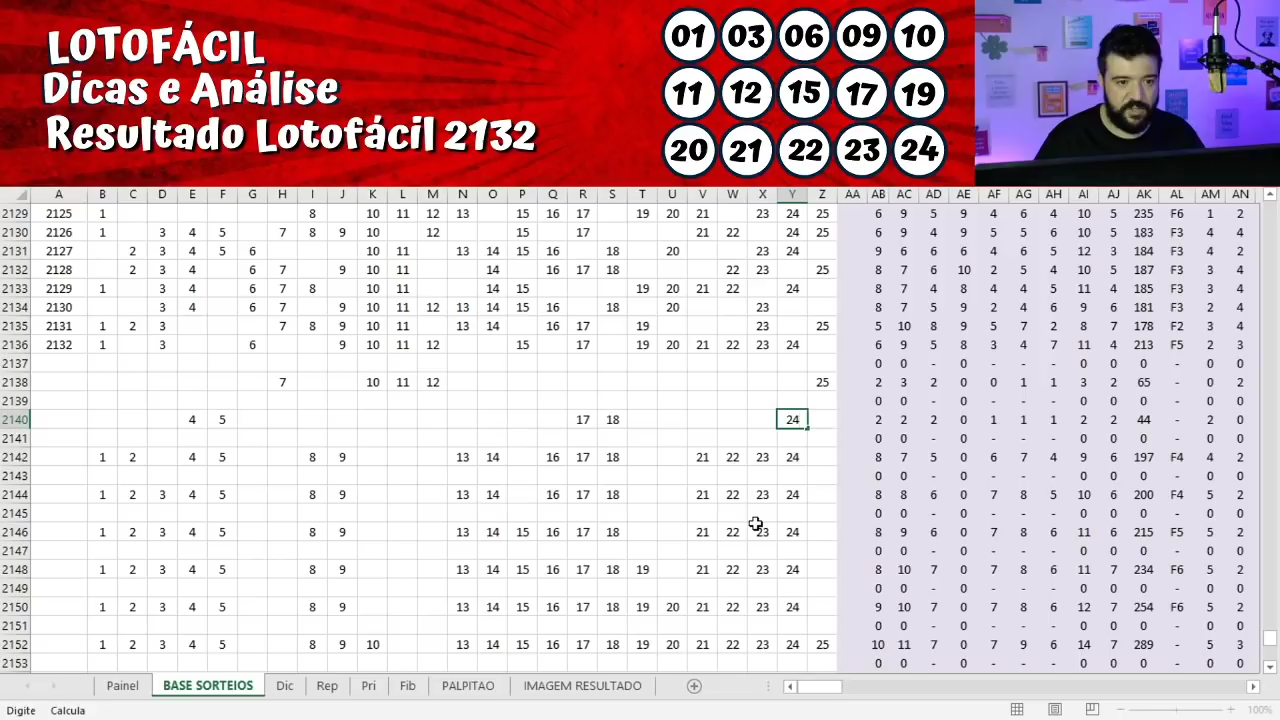 LOTOFÁCIL
Dicas e Análise
Resultado Lotofácil 2132
01 03 06 09 10
11 12 15 17 19
20 21 22 23 24
A B C D E F G H I J K L M N O P Q R S T U V W X Y Z AA AB AC AD AE AF AG AH AI AJ AK AL AM AN
2129 2125 1 8 10 11 12 13 15 16 17 19 20 21 23 24 25 6 9 5 9 4 6 4 10 5 235 F6 1 2
2130 2126 1 3 4 5 7 8 9 10 12 15 17 21 22 24 25 6 9 4 9 5 5 6 10 5 183 F3 4 4
2131 2127 2 3 4 5 6 10 11 13 14 15 16 18 20 23 24 9 6 6 6 4 6 5 12 3 184 F3 4 2
2132 2128 2 3 4 6 7 9 10 11 14 16 17 18 22 23 25 8 7 6 10 2 5 4 10 5 187 F3 3 4
2133 2129 1 3 4 6 7 8 10 11 14 15 19 20 21 22 24 8 7 4 8 4 4 5 11 4 185 F3 3 4
2134 2130 3 4 6 7 9 10 11 12 13 14 15 16 18 20 23 8 7 5 9 2 4 6 9 6 181 F3 2 4
2135 2131 1 2 3 7 8 9 10 11 13 14 16 17 19 23 25 5 10 8 9 5 7 2 8 7 178 F2 3 4
2136 2132 1 3 6 9 10 11 12 15 17 19 20 21 22 23 24 6 9 5 8 3 4 7 11 4 213 F5 2 3
2137 0 0 - - 0 0 0 0 0 0 - 0 0
2138 7 10 11 12 25 2 3 2 0 0 1 1 3 2 65 - 0 2
2139 0 0 - - 0 0 0 0 0 0 - 0 0
2140 4 5 17 18 24 2 2 2 0 1 1 1 2 2 44 - 2 0
2141 0 0 - - 0 0 0 0 0 0 - 0 0
2142 1 2 4 5 8 9 13 14 16 17 18 21 22 23 24 8 7 5 0 6 7 4 9 6 197 F4 4 2
2143 0 0 - - 0 0 0 0 0 0 - 0 0
2144 1 2 3 4 5 8 9 13 14 16 17 18 21 22 23 24 8 8 6 0 7 8 5 10 6 200 F4 5 2
2145 0 0 - - 0 0 0 0 0 0 - 0 0
2146 1 2 3 4 5 8 9 13 14 15 16 17 18 21 22 23 24 8 9 6 0 7 8 6 11 6 215 F5 5 2
2147 0 0 - - 0 0 0 0 0 0 - 0 0
2148 1 2 3 4 5 8 9 13 14 15 16 17 18 19 21 22 23 24 8 10 7 0 7 8 6 11 7 234 F6 5 2
2149 0 0 - - 0 0 0 0 0 0 - 0 0
2150 1 2 3 4 5 8 9 13 14 15 16 17 18 19 20 21 22 23 24 9 10 7 0 7 8 6 12 7 254 F6 5 2
2151 0 0 - - 0 0 0 0 0 0 - 0 0
2152 1 2 3 4 5 8 9 10 13 14 15 16 17 18 19 20 21 22 23 24 25 10 11 7 0 7 9 6 14 7 289 - 5 3
2153 0 0 - - 0 0 0 0 0 0 - 0 0
Painel BASE SORTEIOS Dic Rep Pri Fib PALPITAO IMAGEM RESULTADO
Digite Calcula 100%